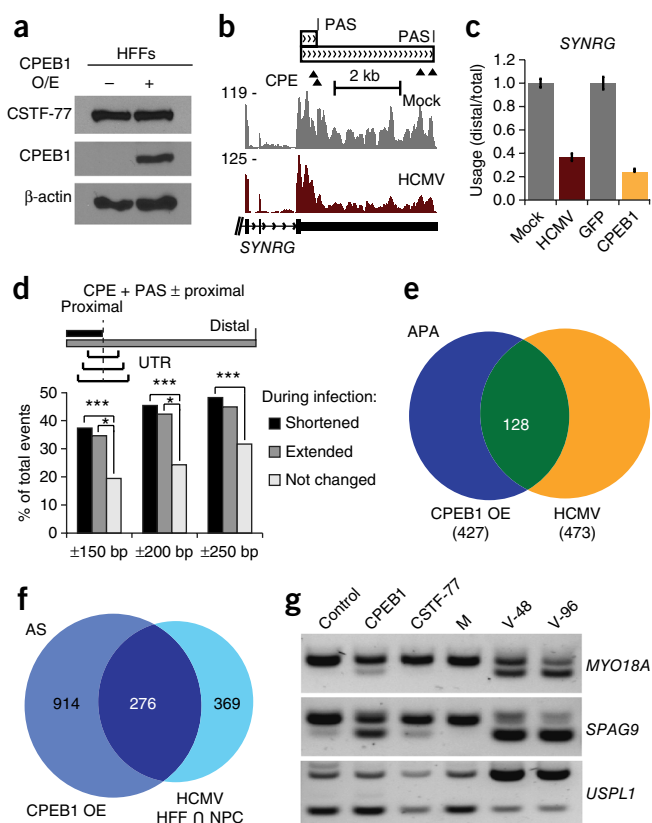 a
HFFs
CPEB1
O/E
– +
CSTF-77
CPEB1
β-actin
b
PAS
PAS
CPE
2 kb
119 -
Mock
125 -
HCMV
SYNRG
c
SYNRG
Usage (distal/total)
1.2
1.0
0.8
0.6
0.4
0.2
0.0
Mock
HCMV
GFP
CPEB1
d
CPE + PAS ± proximal
Proximal
Distal
UTR
% of total events
50
40
30
20
10
0
***
*
***
*
***
±150 bp
±200 bp
±250 bp
During infection:
Shortened
Extended
Not changed
e
APA
128
CPEB1 OE
(427)
HCMV
(473)
f
AS
914
276
369
CPEB1 OE
HCMV
HFF ∩ NPC
g
Control
CPEB1
CSTF-77
M
V-48
V-96
MYO18A
SPAG9
USPL1